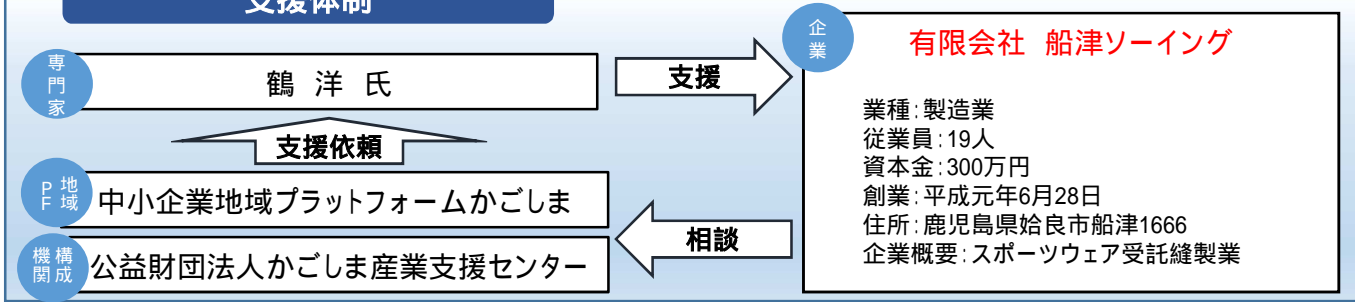 支援体制
専門家
鶴 洋 氏
支援
支援依頼
地域PF
中小企業地域プラットフォームかごしま
構成機関
公益財団法人かごしま産業支援センター
相談
企業
有限会社 船津ソーイング
業種:製造業
従業員:19人
資本金:300万円
創業:平成元年6月28日
住所:鹿児島県姶良市船津1666
企業概要:スポーツウェア受託縫製業